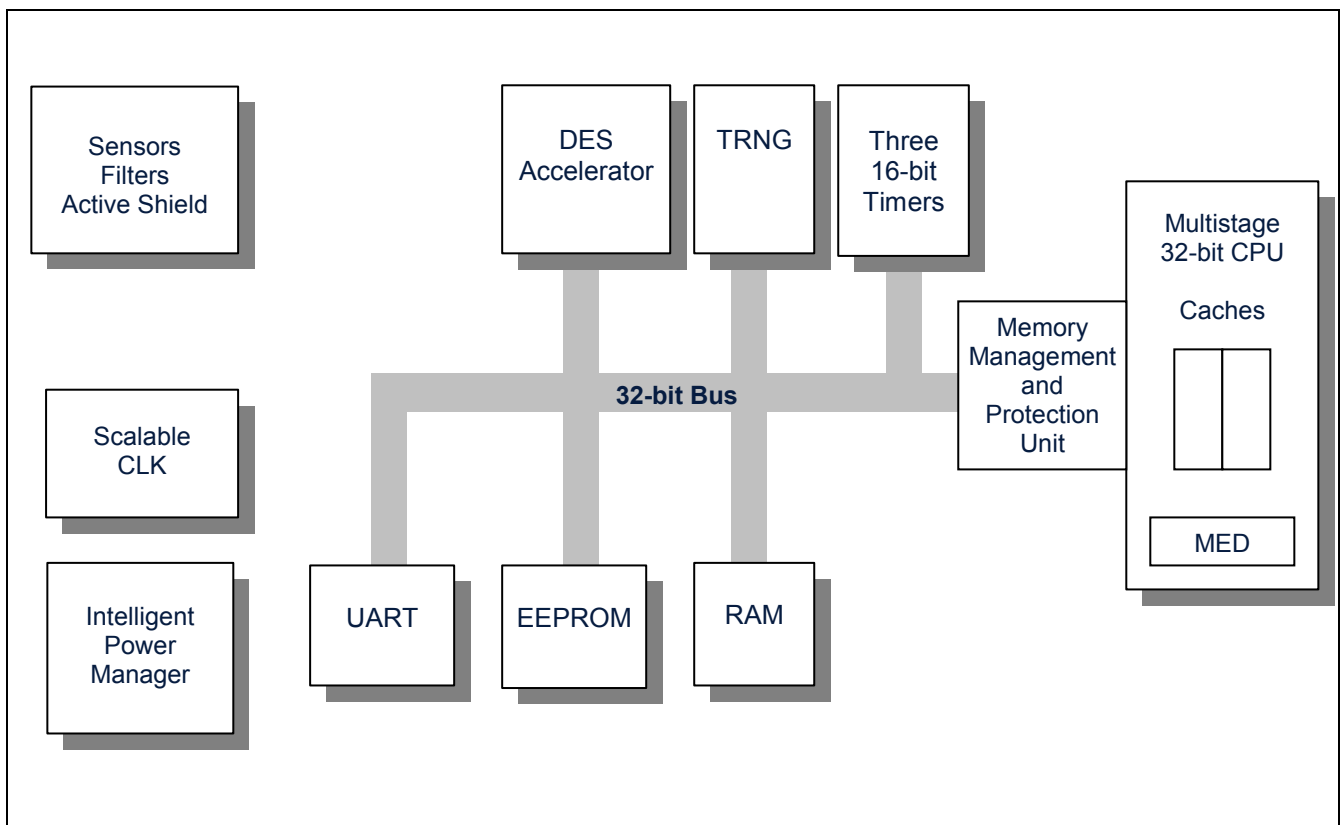 Sensors
Filters
Active Shield
DES
Accelerator
TRNG
Three
16-bit
Timers
Multistage
32-bit CPU
Caches
Memory
Management
and
Protection
Unit
32-bit Bus
Scalable
CLK
MED
Intelligent
Power
Manager
UART
EEPROM
RAM